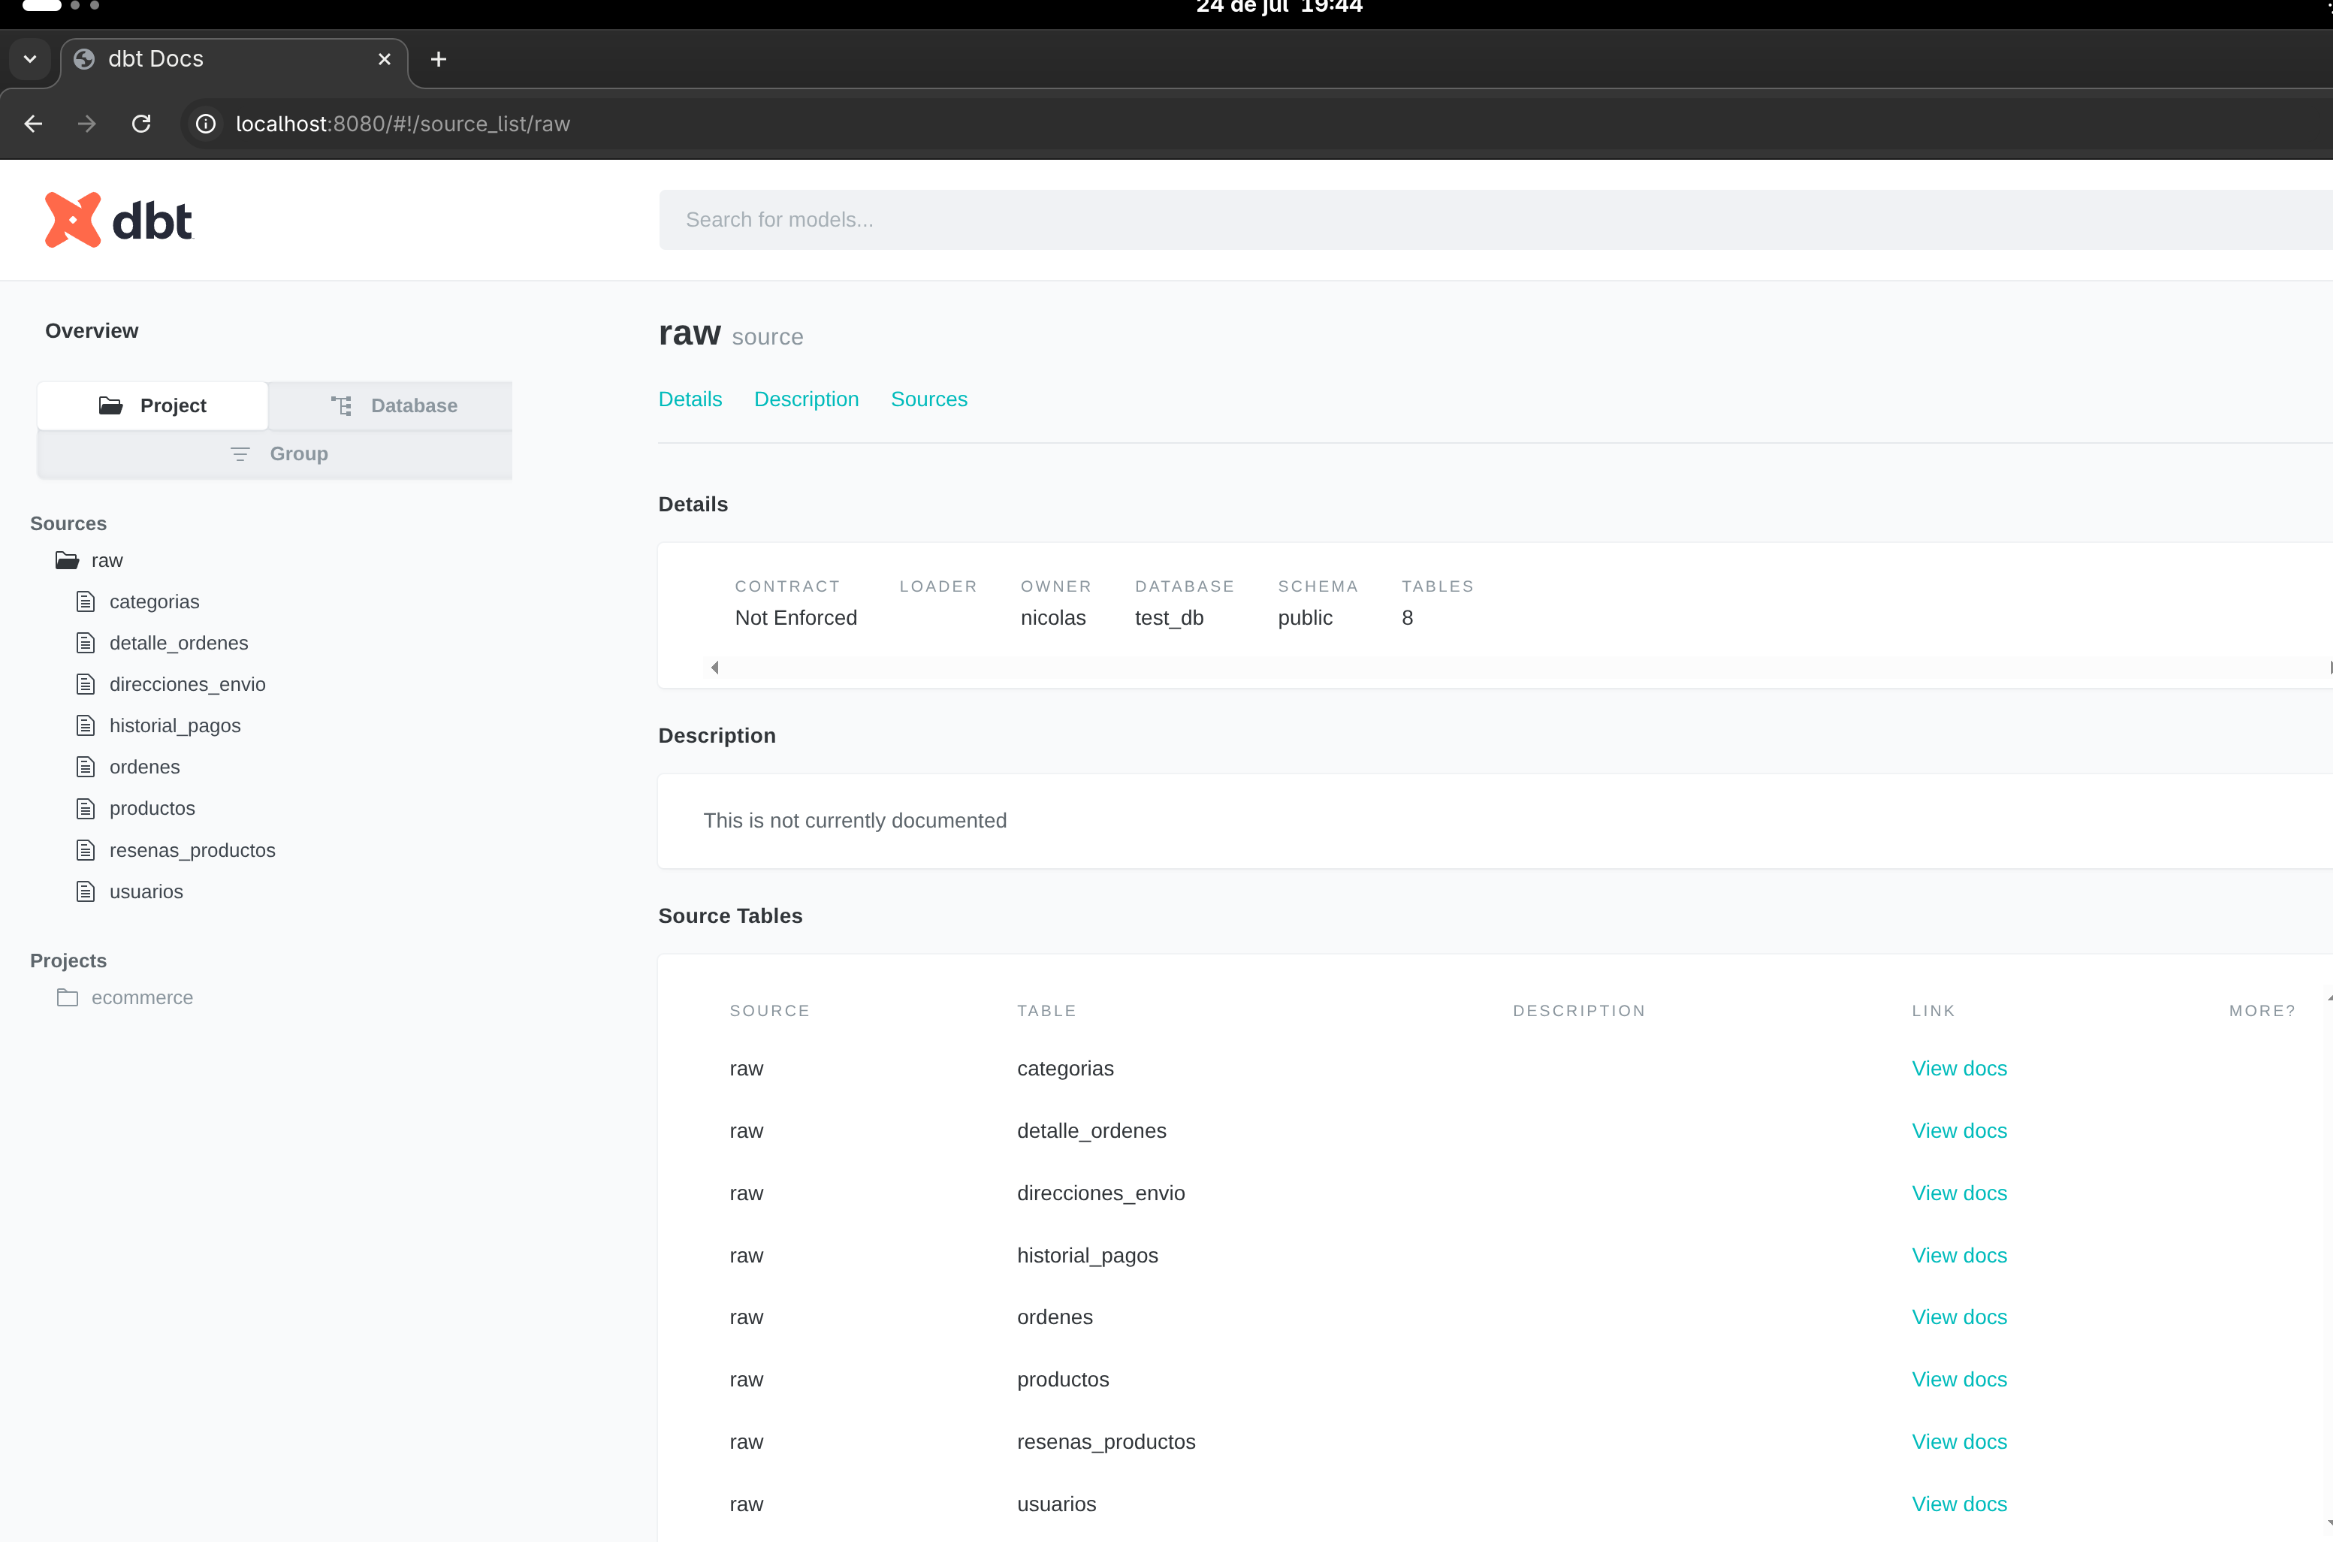 24 de jul 19:44
dbt Docs
localhost:8080/#!/source_list/raw
dbt
Search for models...
Overview
Project
Database
Group
Sources
raw
categorias
detalle_ordenes
direcciones_envio
historial_pagos
ordenes
productos
resenas_productos
usuarios
Projects
ecommerce
raw source
Details Description Sources
Details
CONTRACT LOADER OWNER DATABASE SCHEMA TABLES
Not Enforced nicolas test_db public 8
Description
This is not currently documented
Source Tables
SOURCE TABLE DESCRIPTION LINK MORE?
raw categorias View docs
raw detalle_ordenes View docs
raw direcciones_envio View docs
raw historial_pagos View docs
raw ordenes View docs
raw productos View docs
raw resenas_productos View docs
raw usuarios View docs